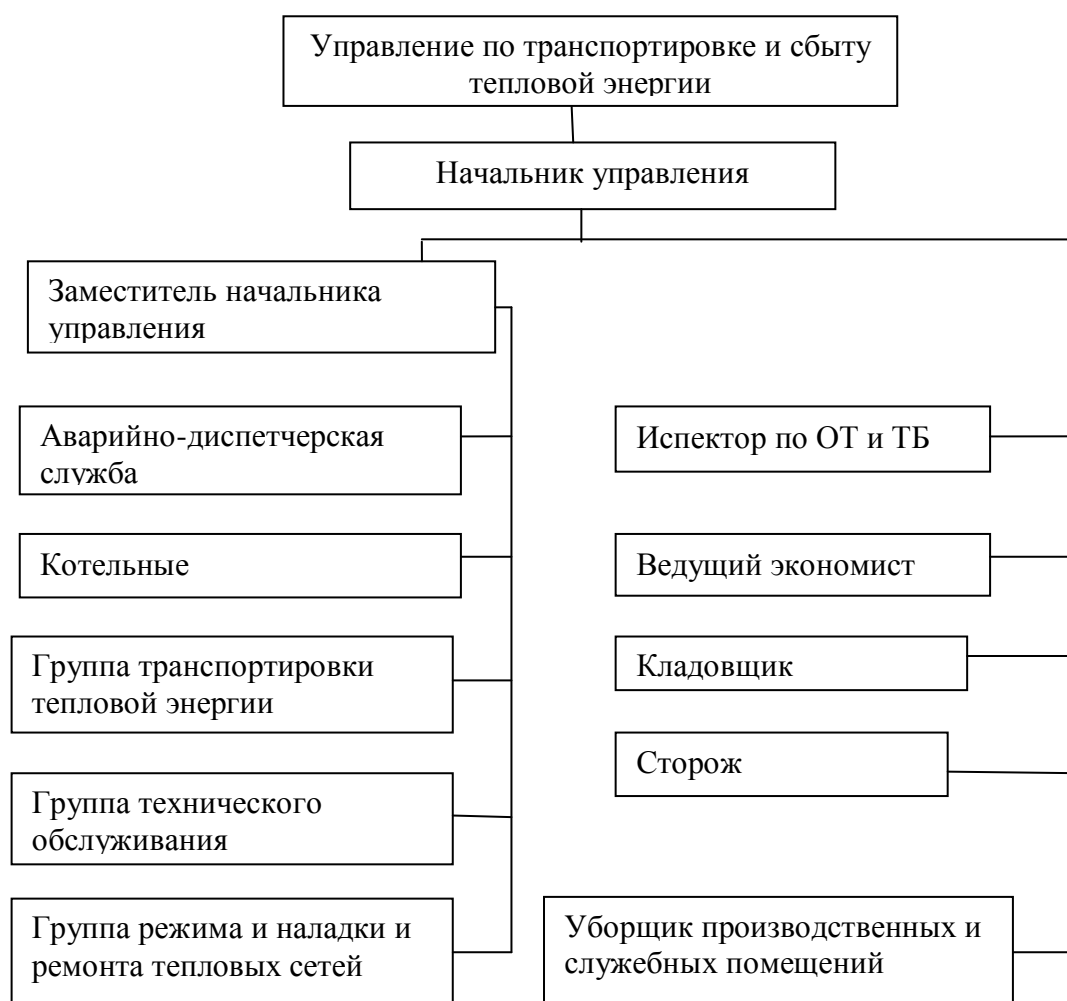 Управление по транспортировке и сбыту
тепловой энергии
Начальник управления
Заместитель начальника
управления
Аварийно-диспетчерская
служба
Котельные
Группа транспортировки
тепловой энергии
Группа технического
обслуживания
Группа режима и наладки и
ремонта тепловых сетей
Испектор по ОТ и ТБ
Ведущий экономист
Кладовщик
Сторож
Уборщик производственных и
служебных помещений